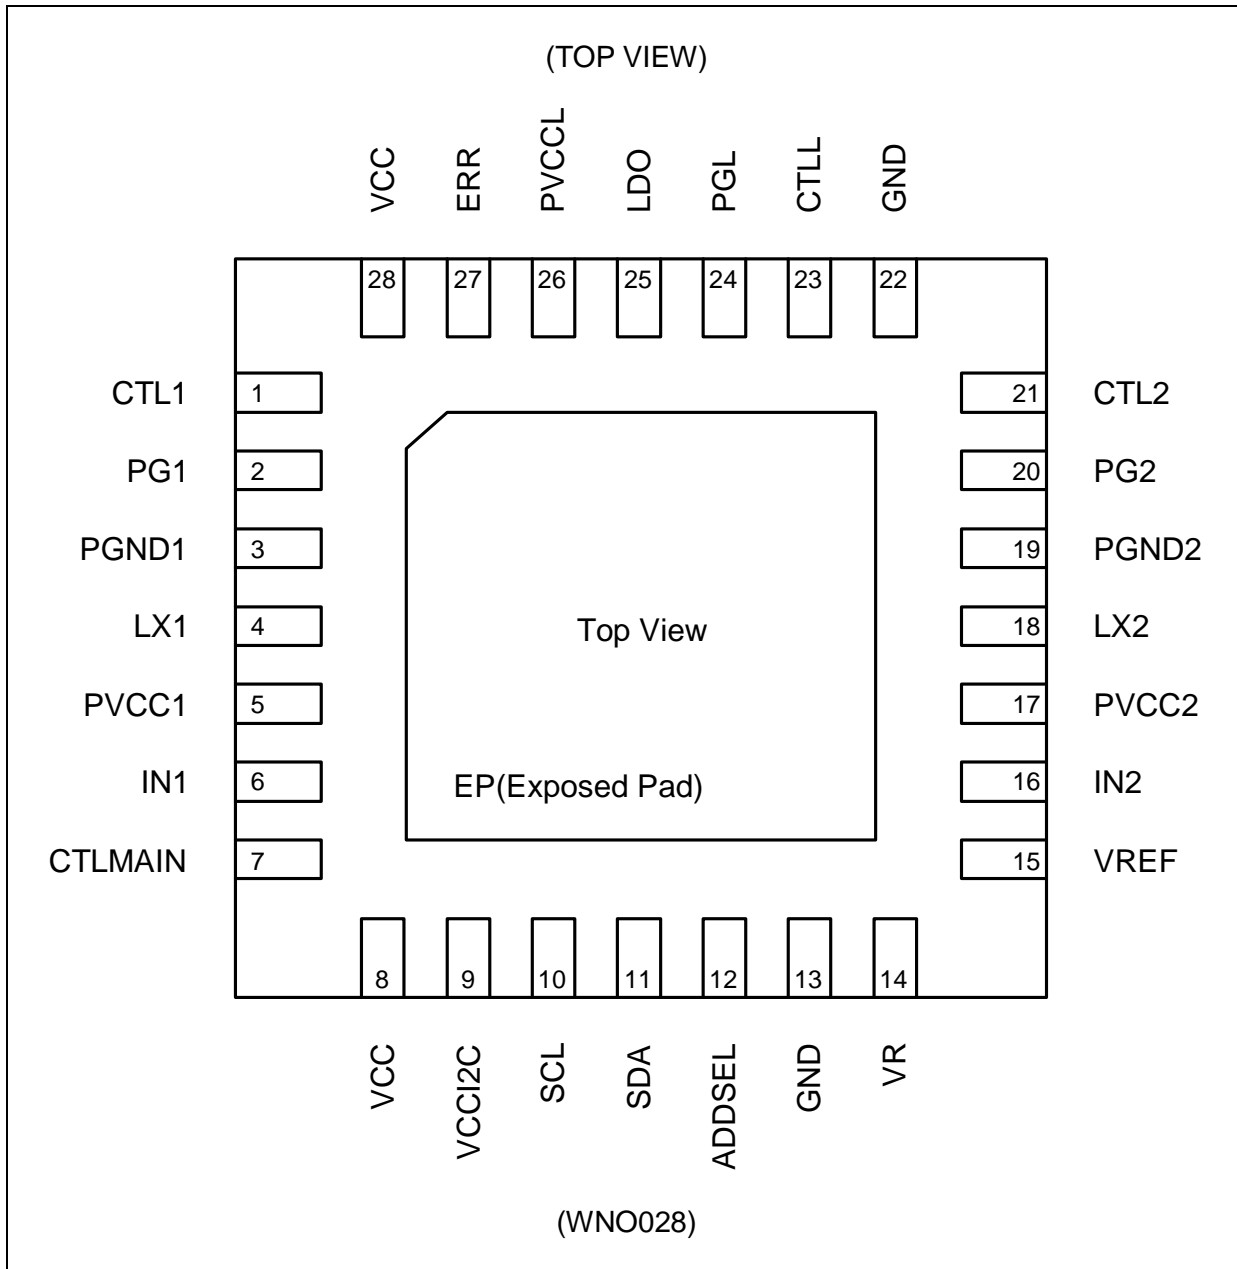 (TOP VIEW)
VCC
ERR
PVCCL
LDO
PGL
CTLL
GND
28
27
26
25
24
23
22
CTL1 1
21 CTL2
PG1 2
20 PG2
PGND1 3
19 PGND2
LX1 4
Top View
18 LX2
PVCC1 5
17 PVCC2
IN1 6
EP(Exposed Pad)
16 IN2
CTLMAIN 7
15 VREF
8
9
10
11
12
13
14
VCC
VCCI2C
SCL
SDA
ADDSEL
GND
VR
(WNO028)